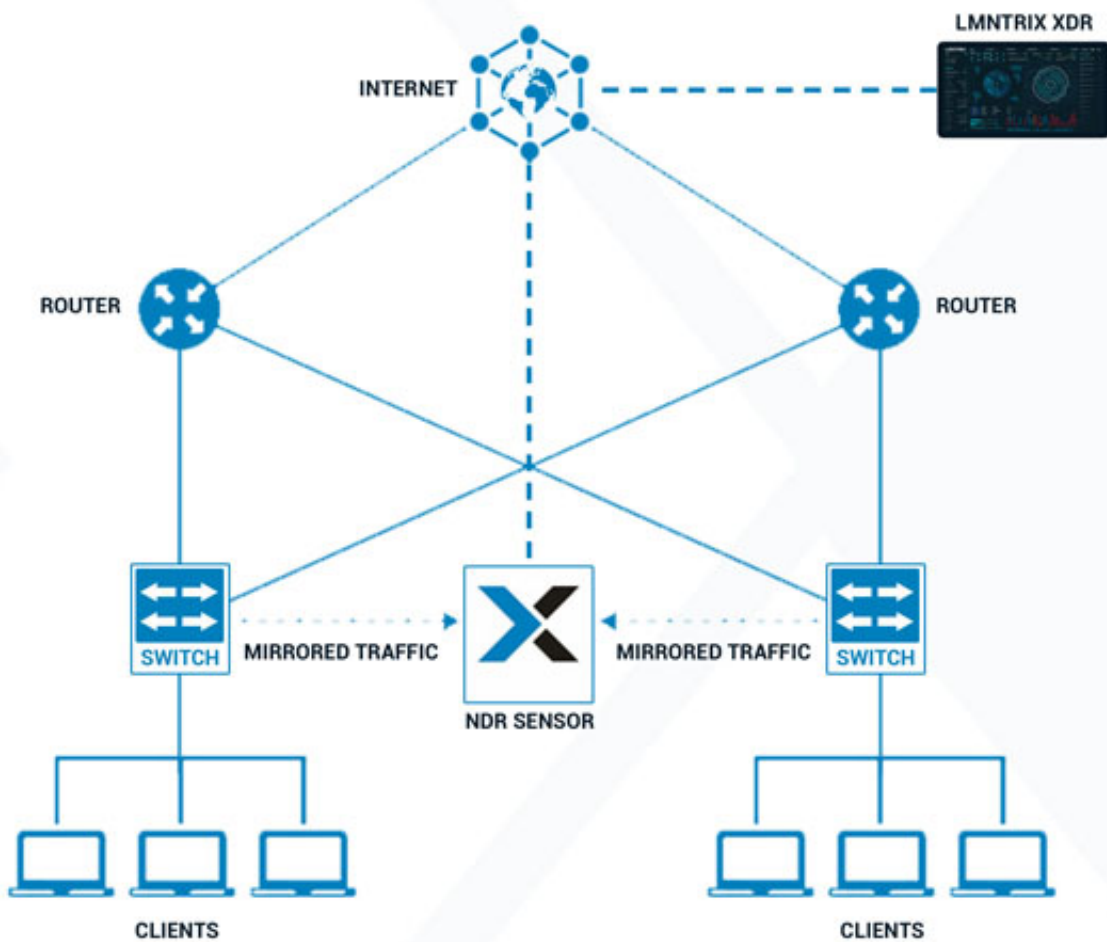 LMNTRIX XDR
INTERNET
ROUTER
ROUTER
SWITCH
MIRRORED TRAFFIC
MIRRORED TRAFFIC
SWITCH
NDR SENSOR
CLIENTS
CLIENTS